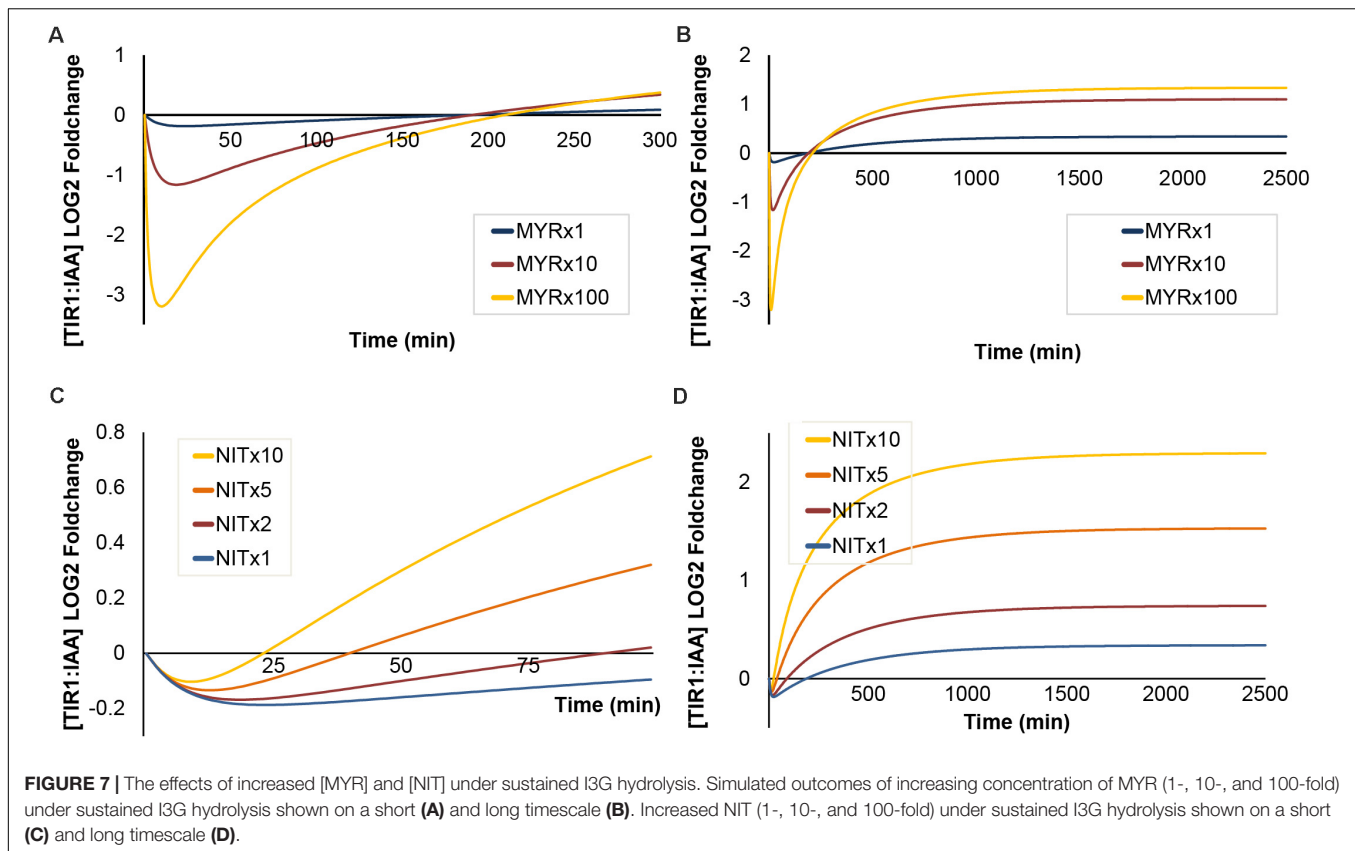 A
[TIR1:IAA] LOG2 Foldchange
1
0
-1
-2
-3
50
100
150
200
250
300
MYRx1
MYRx10
MYRx100
Time (min)
B
[TIR1:IAA] LOG2 Foldchange
2
1
0
-1
-2
-3
500
1000
1500
2000
2500
MYRx1
MYRx10
MYRx100
Time (min)
C
[TIR1:IAA] LOG2 Foldchange
0.8
0.6
0.4
0.2
0
-0.2
25
50
75
NITx10
NITx5
NITx2
NITx1
Time (min)
D
[TIR1:IAA] LOG2 Foldchange
2
1
0
500
1000
1500
2000
2500
NITx10
NITx5
NITx2
NITx1
Time (min)
FIGURE 7 | The effects of increased [MYR] and [NIT] under sustained I3G hydrolysis. Simulated outcomes of increasing concentration of MYR (1-, 10-, and 100-fold)
under sustained I3G hydrolysis shown on a short (A) and long timescale (B). Increased NIT (1-, 10-, and 100-fold) under sustained I3G hydrolysis shown on a short
(C) and long timescale (D).